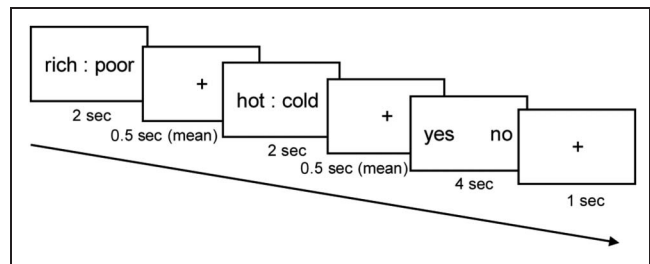 rich : poor
2 sec
+
0.5 sec (mean)
hot : cold
2 sec
+
0.5 sec (mean)
yes no
4 sec
+
1 sec